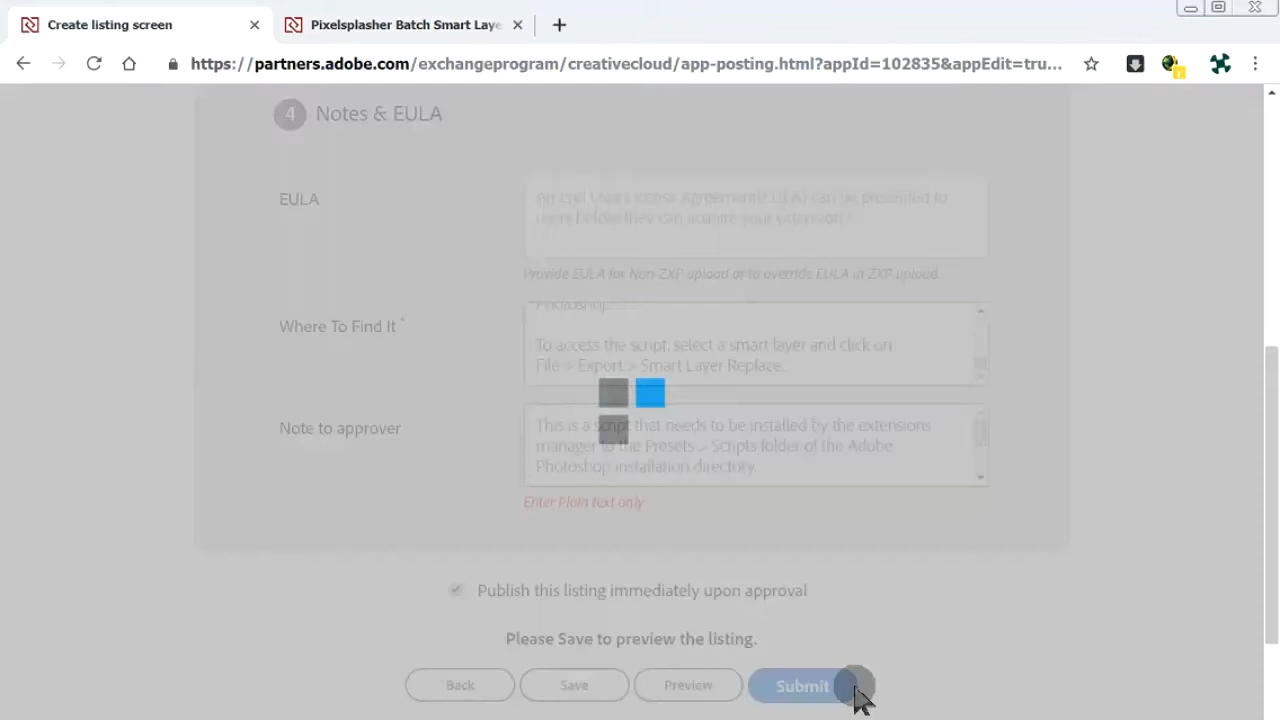 Create listing screen
Pixelsplasher Batch Smart Laye
https://partners.adobe.com/exchangeprogram/creativecloud/app-posting.html?appId=102835&appEdit=tru...
4 Notes & EULA
EULA
An End User License Agreement(EULA) can be presented to
users before they can acquire your extension.
Provide EULA for Non-ZXP upload or to override EULA in ZXP upload.
Where To Find It *
Photoshop.
To access the script, select a smart layer and click on
File > Export > Smart Layer Replace.
Note to approver
This is a script that needs to be installed by the extensions
manager to the Presets > Scripts folder of the Adobe
Photoshop installation directory.
Enter Plain text only
Publish this listing immediately upon approval
Please Save to preview the listing.
Back
Save
Preview
Submit